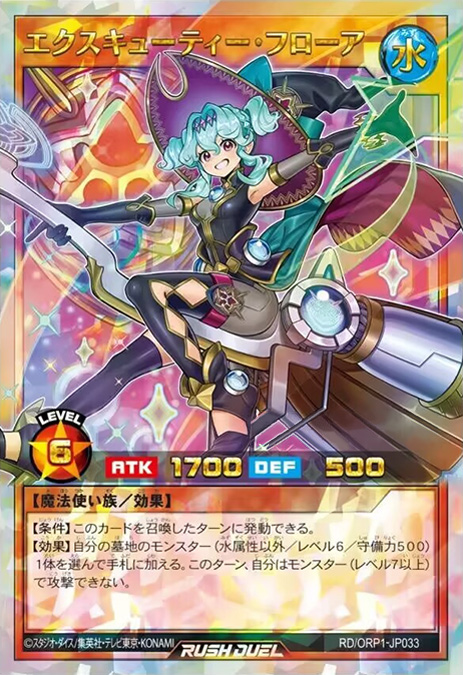 エクスキューティー・フローア
水
LEVEL
6
ATK 1700 DEF 500
【魔法使い族／効果】
【条件】このカードを召喚したターンに発動できる。
【効果】自分の墓地のモンスター（水属性以外／レベル６／守備力５００）
１体を選んで手札に加える。このターン、自分はモンスター（レベル７以上）
で攻撃できない。
©スタジオ・ダイス/集英社・テレビ東京・KONAMI
RUSH DUEL
RD/ORP1-JP033